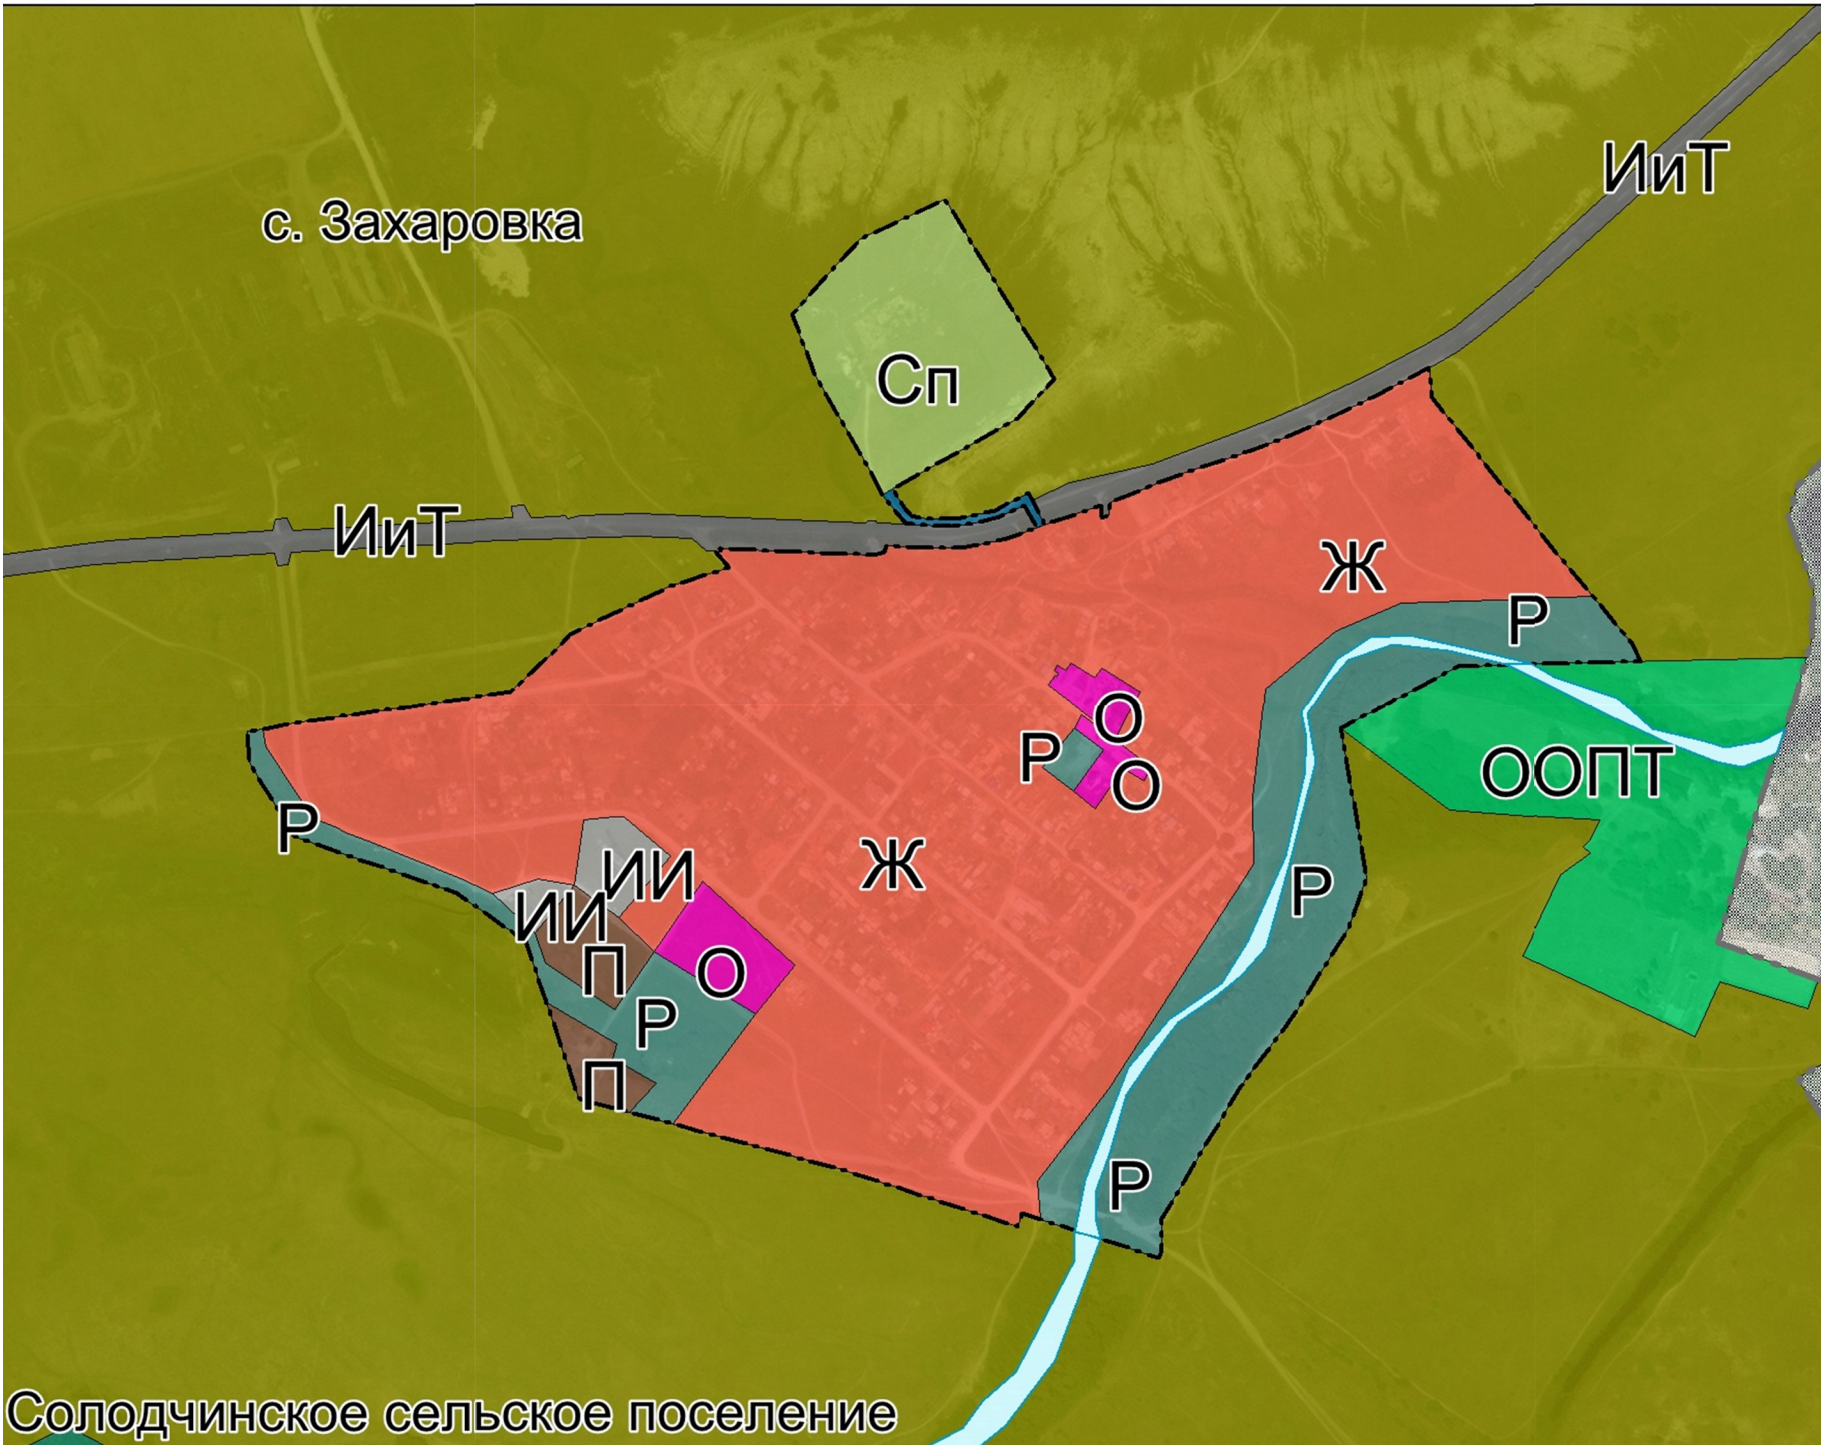 ИиТ
с. Захаровка
Сп
ИиТ
Ж
Р
О
Р
О
ООПТ
Р
Ж
ИИ
Р
ИИ
П
О
Р
П
Р
Солодчинское сельское поселение